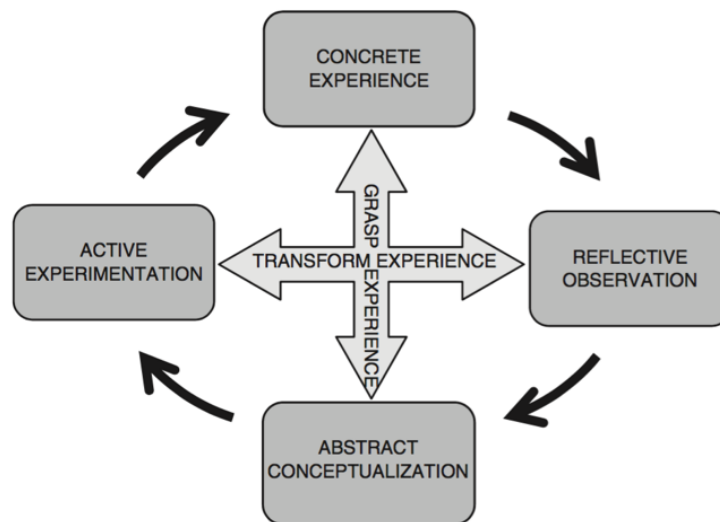 CONCRETE
EXPERIENCE
GRASP EXPERIENCE
ACTIVE
EXPERIMENTATION
TRANSFORM EXPERIENCE
REFLECTIVE
OBSERVATION
ABSTRACT
CONCEPTUALIZATION